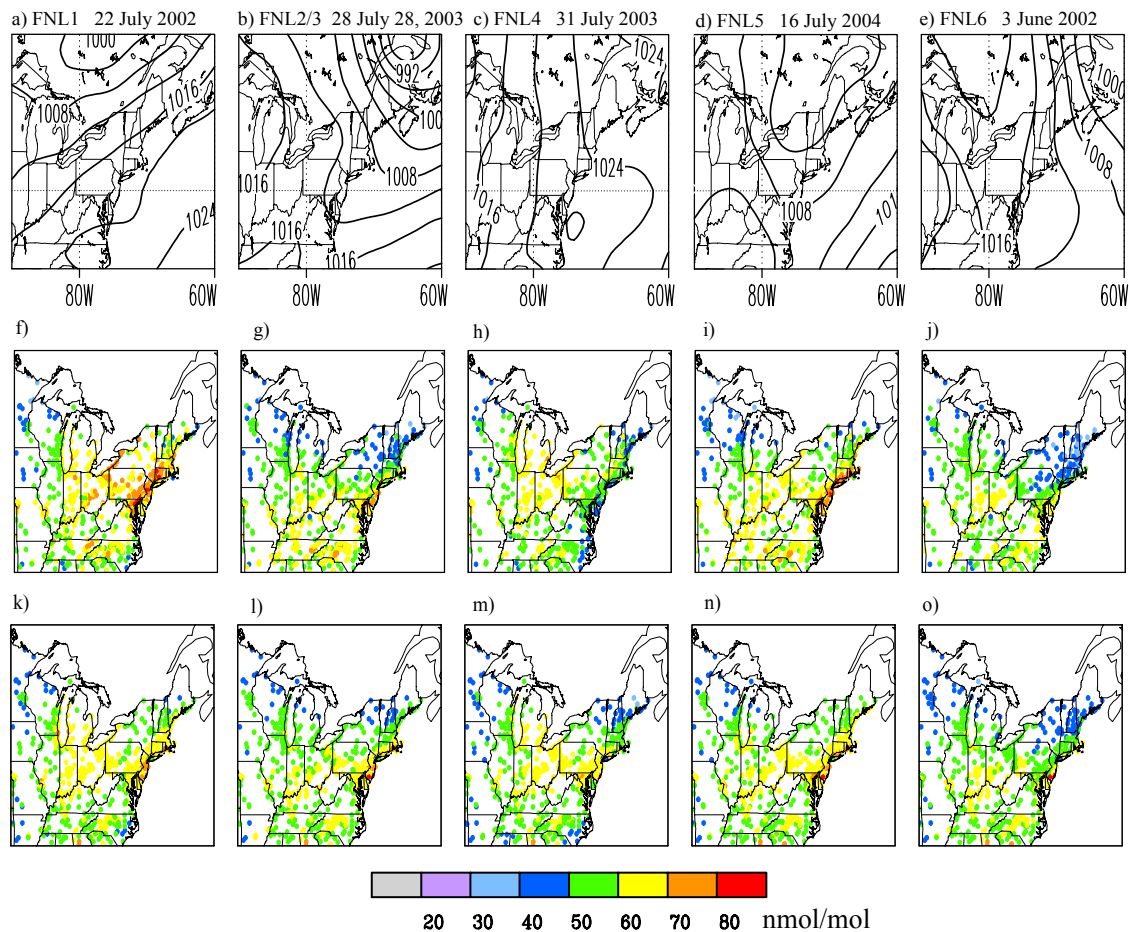 a) FNL1 22 July 2002
b) FNL2/3 28 July 28, 2003
c) FNL4 31 July 2003
d) FNL5 16 July 2004
e) FNL6 3 June 2002
1000
1008
1016
1024
992
100
1008
1016
1016
1016
1024
1024
1016
1008
101
1000
1008
1016
80W 60W
80W 60W
80W 60W
80W 60W
80W 60W
f)
g)
h)
i)
j)
k)
l)
m)
n)
o)
20 30 40 50 60 70 80 nmol/mol